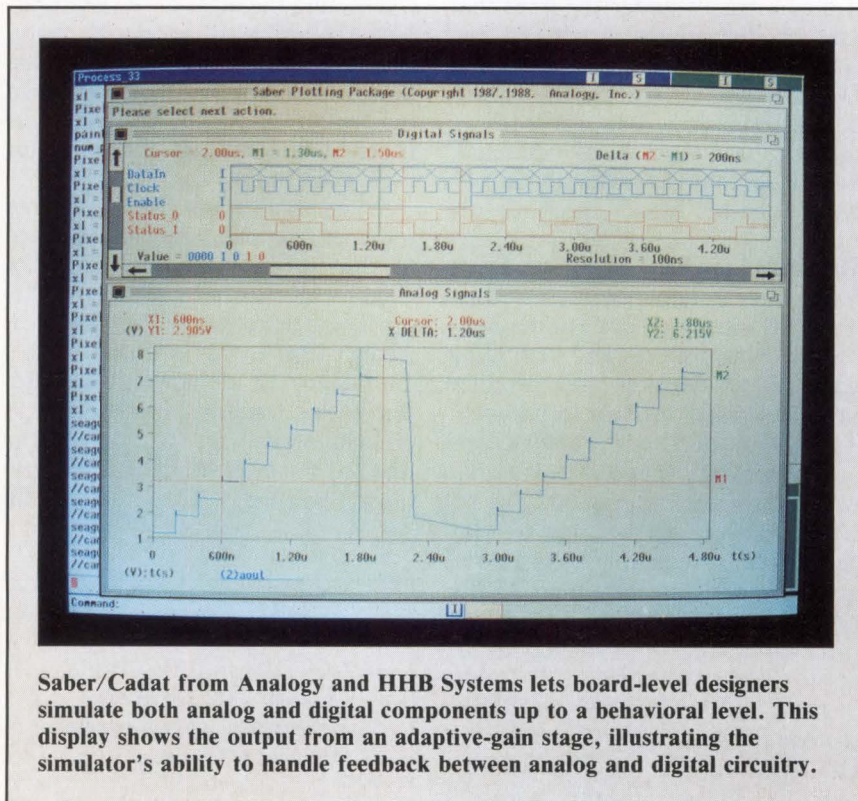 Process_33
I S I S
xl =
Pixel
xl =
Saber Plotting Package (Copyright 1987,1988. Analogy, Inc.)
Please select next action.
Digital Signals
Cursor = 2.00us, M1 = 1.30us, M2 = 1.50us Delta (M2 - M1) = 200ns
DataIn I
Clock I
Enable I
Status_0 0
Status_1 0
0 600n 1.20u 1.80u 2.40u 3.00u 3.60u 4.20u
Value = 0000 1 0 1 0 Resolution = 100ns
Analog Signals
X1: 600ns Cursor: 2.00us X2: 1.80us
(V) Y1: 2.905V X DELTA: 1.20us Y2: 6.215V
8
7 M2
6
5
4
3 M1
2
1
0 600n 1.20u 1.80u 2.40u 3.00u 3.60u 4.20u 4.80u t(s)
(V):t(s) (2)aout
Command:
I
Saber/Cadat from Analogy and HHB Systems lets board-level designers
simulate both analog and digital components up to a behavioral level. This
display shows the output from an adaptive-gain stage, illustrating the
simulator's ability to handle feedback between analog and digital circuitry.